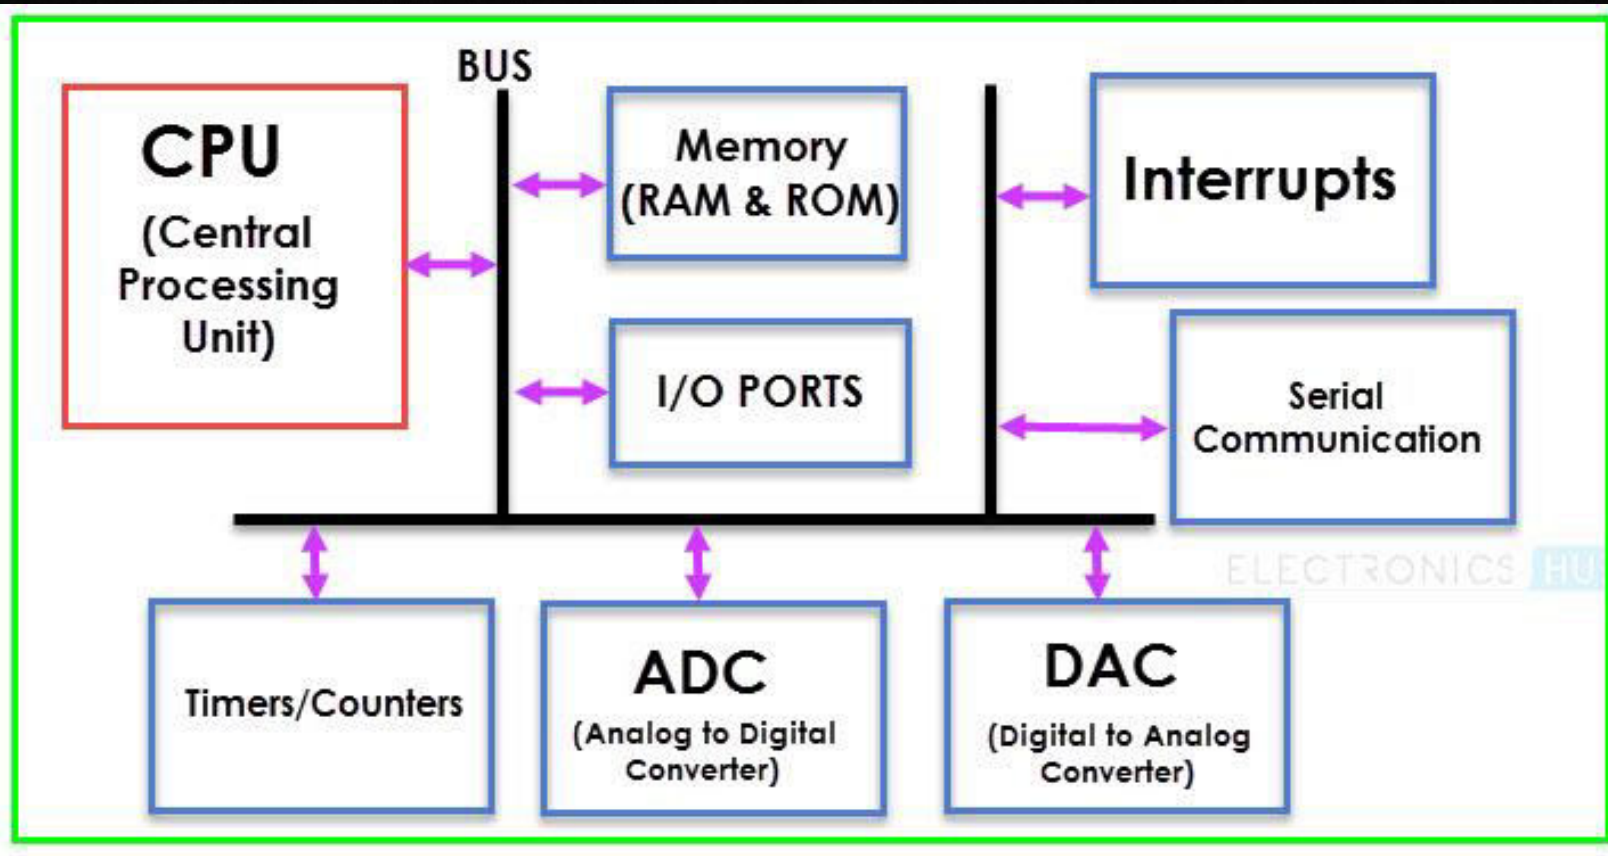 BUS
CPU
(Central
Processing
Unit)
Memory
(RAM & ROM)
I/O PORTS
Interrupts
Serial
Communication
ELECTRONICS HU
Timers/Counters
ADC
(Analog to Digital
Converter)
DAC
(Digital to Analog
Converter)